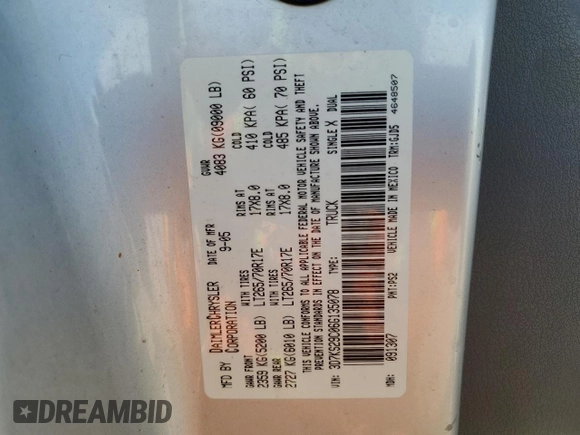 MFD BY DAIMLERCHRYSLER CORPORATION DATE OF MFR 9-05 GVWR 4083 KG(09000 LB)
GAWR FRONT WITH TIRES RIMS AT COLD
2359 KG(5200 LB) LT265/70R17E 17X8.0 410 KPA( 60 PSI)
GAWR REAR WITH TIRES RIMS AT COLD
2727 KG(6010 LB) LT265/70R17E 17X8.0 485 KPA( 70 PSI)
THIS VEHICLE CONFORMS TO ALL APPLICABLE FEDERAL MOTOR VEHICLE SAFETY AND THEFT
PREVENTION STANDARDS IN EFFECT ON THE DATE OF MANUFACTURE SHOWN ABOVE.
VIN: 3D7KS29C06G135078 TYPE: TRUCK SINGLE X DUAL
MDH: 091307 PNT:PS2 VEHICLE MADE IN MEXICO TRM:GJD5 4648507
DREAMBID